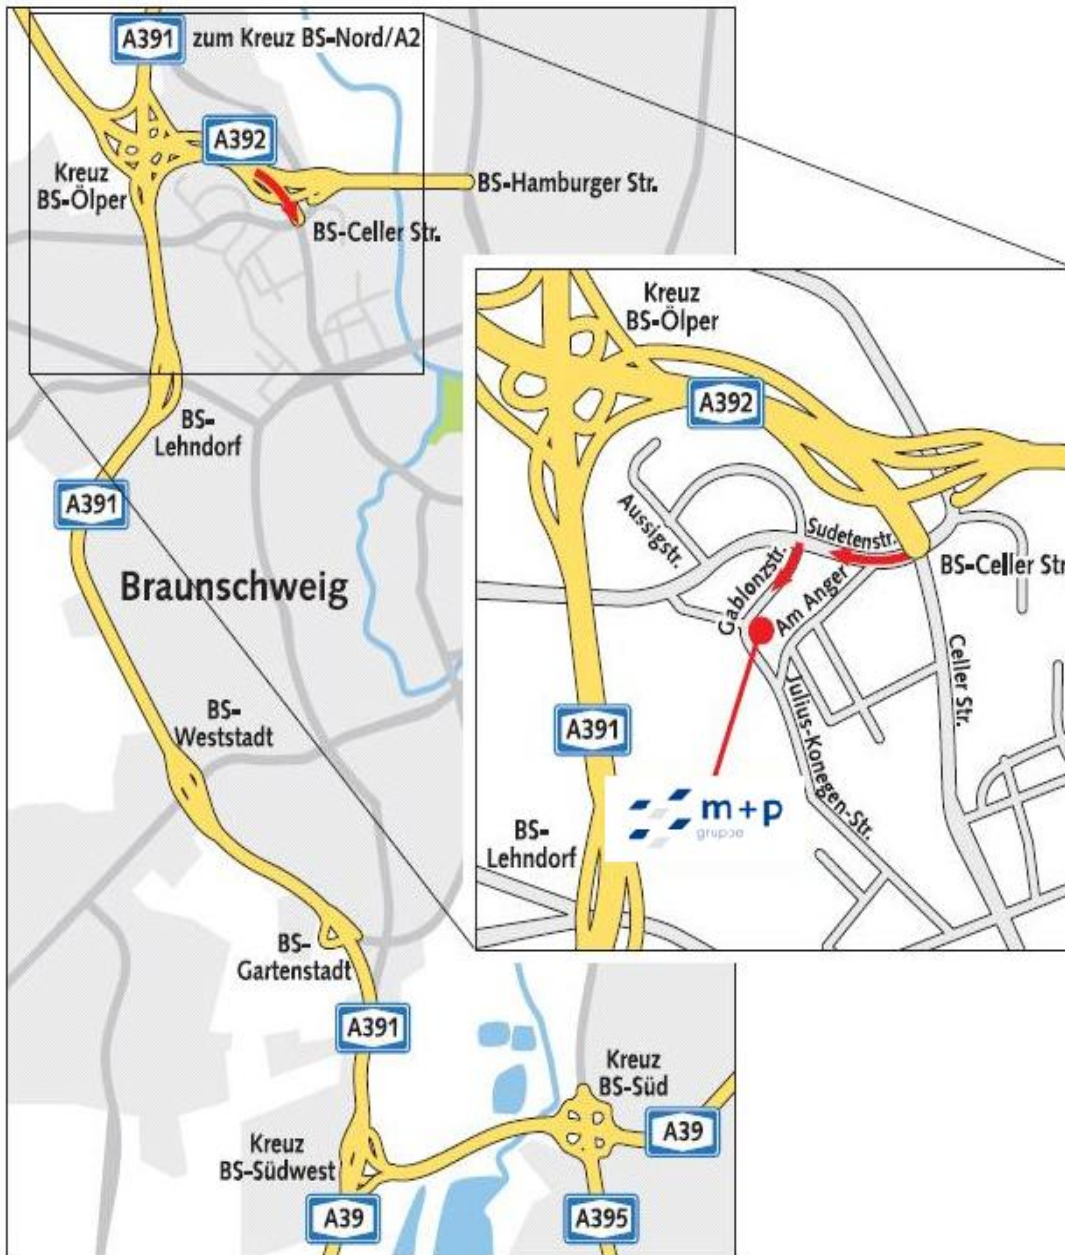 A391
zum Kreuz BS-Nord/A2
A392
Kreuz
BS-Ölper
BS-Hamburger Str.
BS-Celler Str.
BS-
Lehndorf
A391
Braunschweig
BS-
Weststadt
BS-
Gartenstadt
A391
Kreuz
BS-Südwest
A39
Kreuz
BS-Süd
A39
A395
Kreuz
BS-Ölper
A392
Aussigstr.
Sudetenstr.
Gablonzstr.
Am Anger
BS-Celler Str
Celler Str.
Julius-Konegen-Str.
A391
m+p
gruppe
BS-
Lehndorf